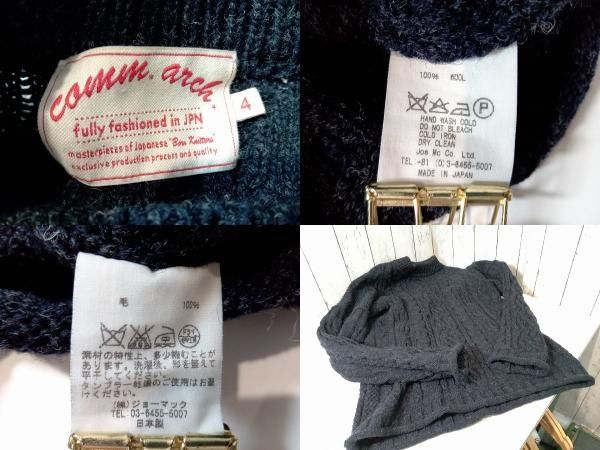 comm. arch
4
fully fashioned in JPN
masterpieces of Japanese "Born Knitters"
exclusive production process and quality
100% WOOL
P
HAND WASH COLD
DO NOT BLEACH
COLD IRON
DRY CLEAN
Joe Mc Co. Ltd.
TEL:+81 (0)3-6455-5007
MADE IN JAPAN
毛 100%
素材の特性上、多少縮むことが
あります。洗濯後、形を整えて
平干してください。
タンブラー乾燥のご使用はお避
けください。
(株)ジョーマック
TEL 03-6455-5007
日本製